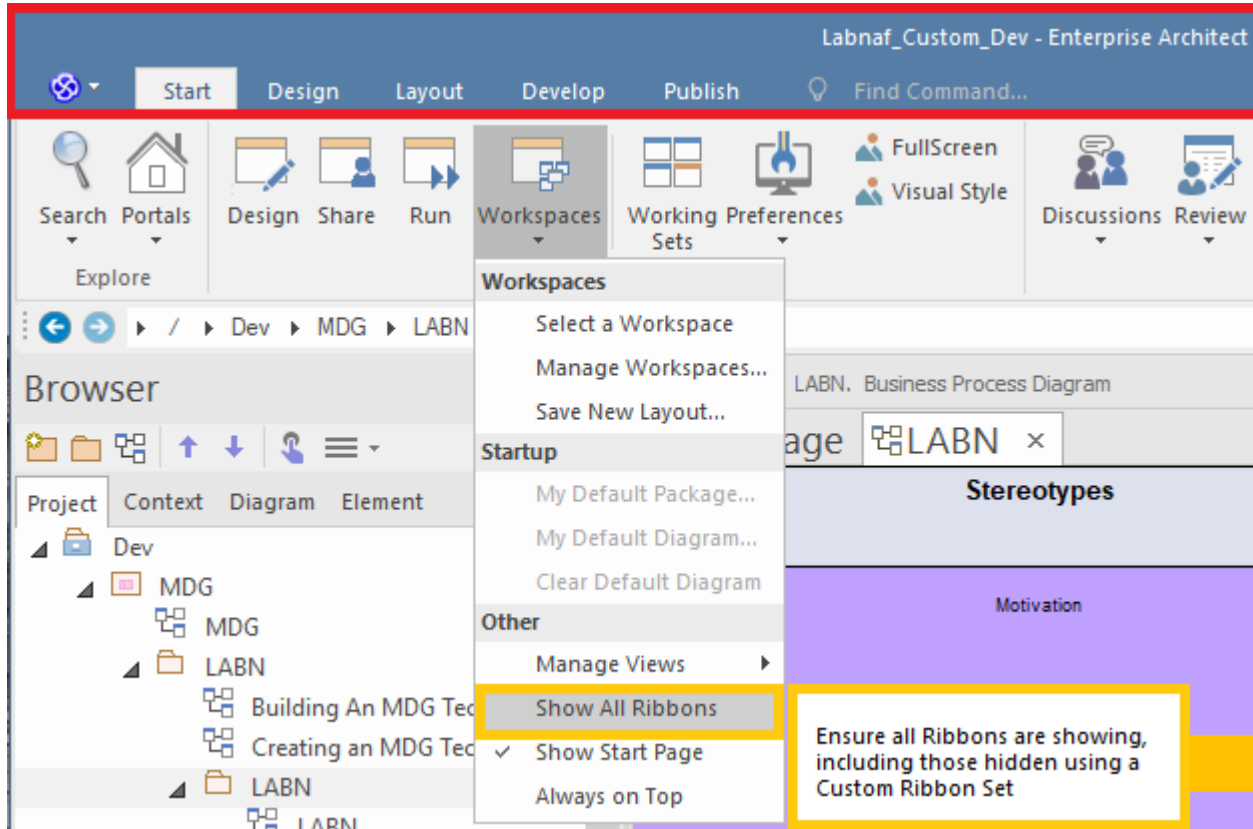 Labnaf_Custom_Dev - Enterprise Architect
Start Design Layout Develop Publish Find Command...
FullScreen
Visual Style
Search Portals Design Share Run Workspaces Working Sets Preferences Discussions Review
Explore
Workspaces
Select a Workspace
Manage Workspaces...
Save New Layout...
Startup
My Default Package...
My Default Diagram...
Clear Default Diagram
Other
Manage Views
Show All Ribbons
Show Start Page
Always on Top
/ Dev MDG LABN
Browser
Project Context Diagram Element
Dev
MDG
MDG
LABN
Building An MDG Tec
Creating an MDG Tec
LABN
LABN
LABN. Business Process Diagram
age LABN ×
Stereotypes
Motivation
Ensure all Ribbons are showing,
including those hidden using a
Custom Ribbon Set